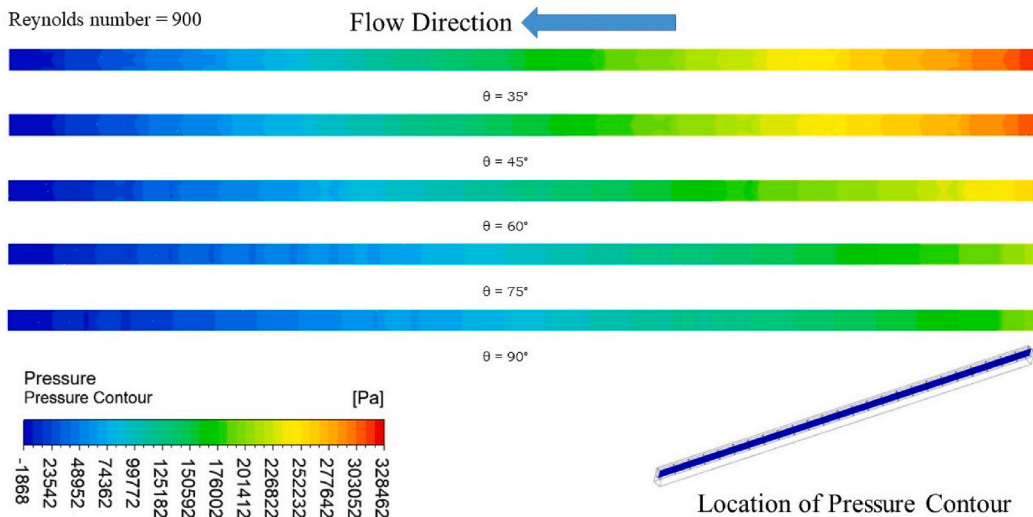 Reynolds number = 900
Flow Direction
θ = 35°
θ = 45°
θ = 60°
θ = 75°
θ = 90°
Pressure
Pressure Contour [Pa]
-1868
23542
48952
74362
99772
125182
150592
176002
201412
226822
252232
277642
303052
328462
Location of Pressure Contour